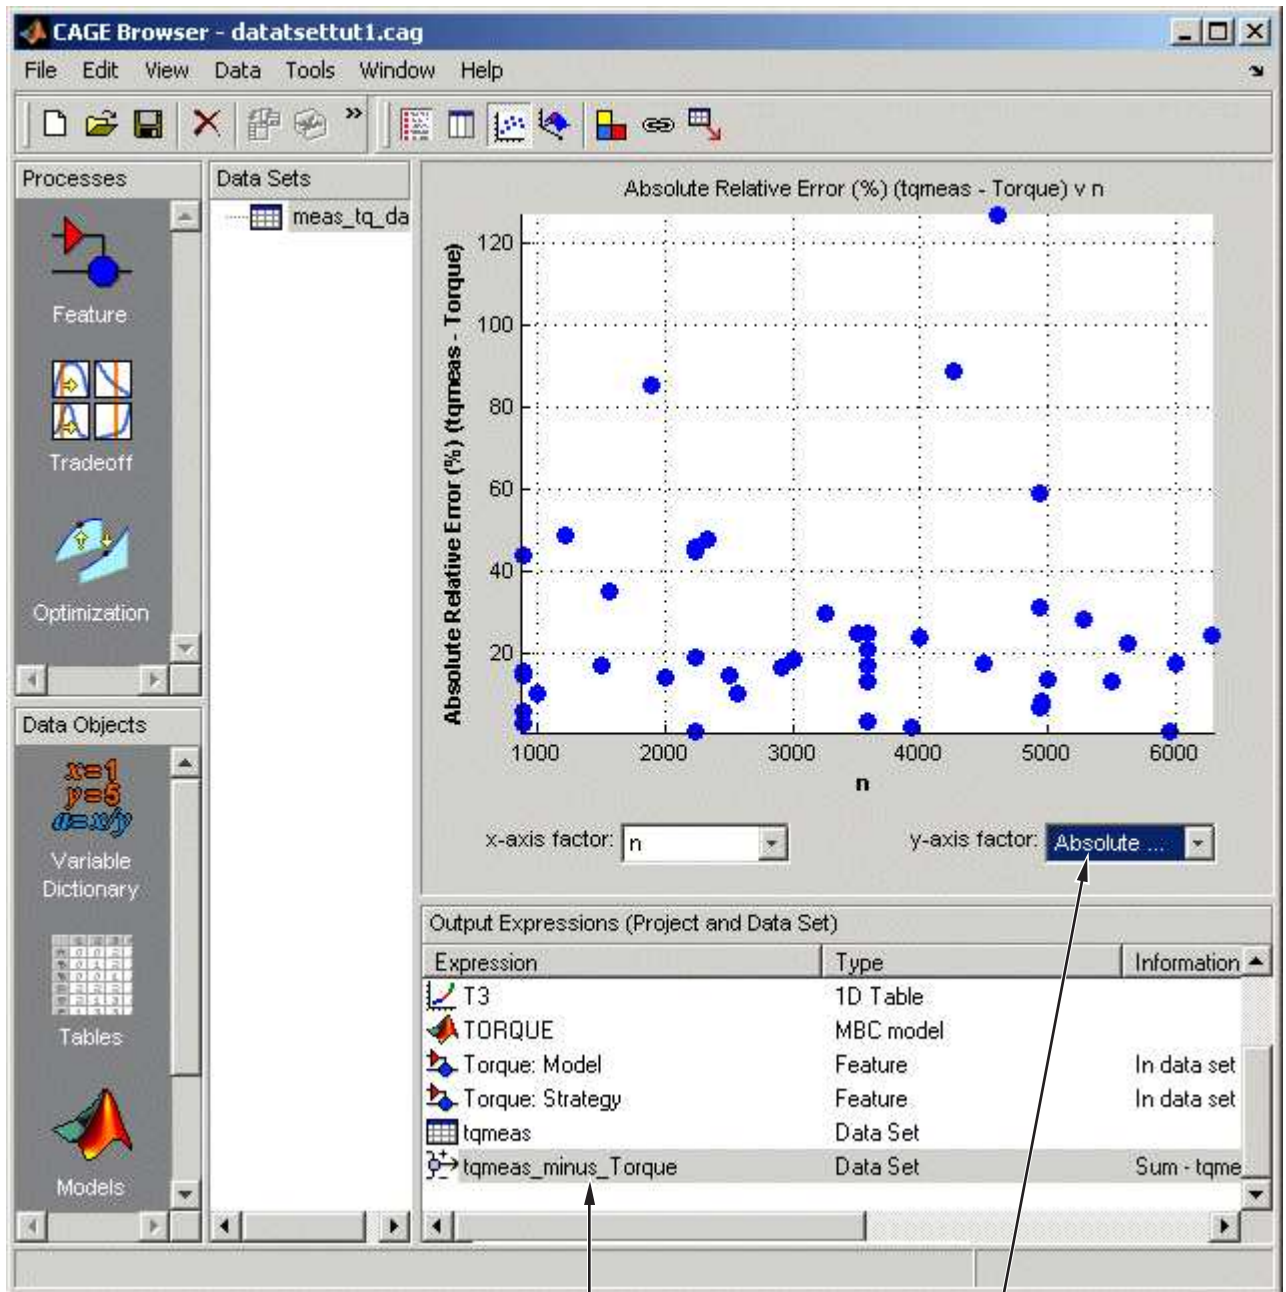 CAGE Browser - datatsettut1.cag
File Edit View Data Tools Window Help
Processes
Feature
Tradeoff
Optimization
Data Objects
x=1
y=5
a=x/y
Variable
Dictionary
Tables
Models
Data Sets
meas_tq_da
Absolute Relative Error (%) (tqmeas - Torque) v n
Absolute Relative Error (%) (tqmeas - Torque)
120
100
80
60
40
20
1000 2000 3000 4000 5000 6000
n
x-axis factor: n
y-axis factor: Absolute ...
Output Expressions (Project and Data Set)
Expression Type Information
T3 1D Table
TORQUE MBC model
Torque: Model Feature In data set
Torque: Strategy Feature In data set
tqmeas Data Set
tqmeas_minus_Torque Data Set Sum - tqme